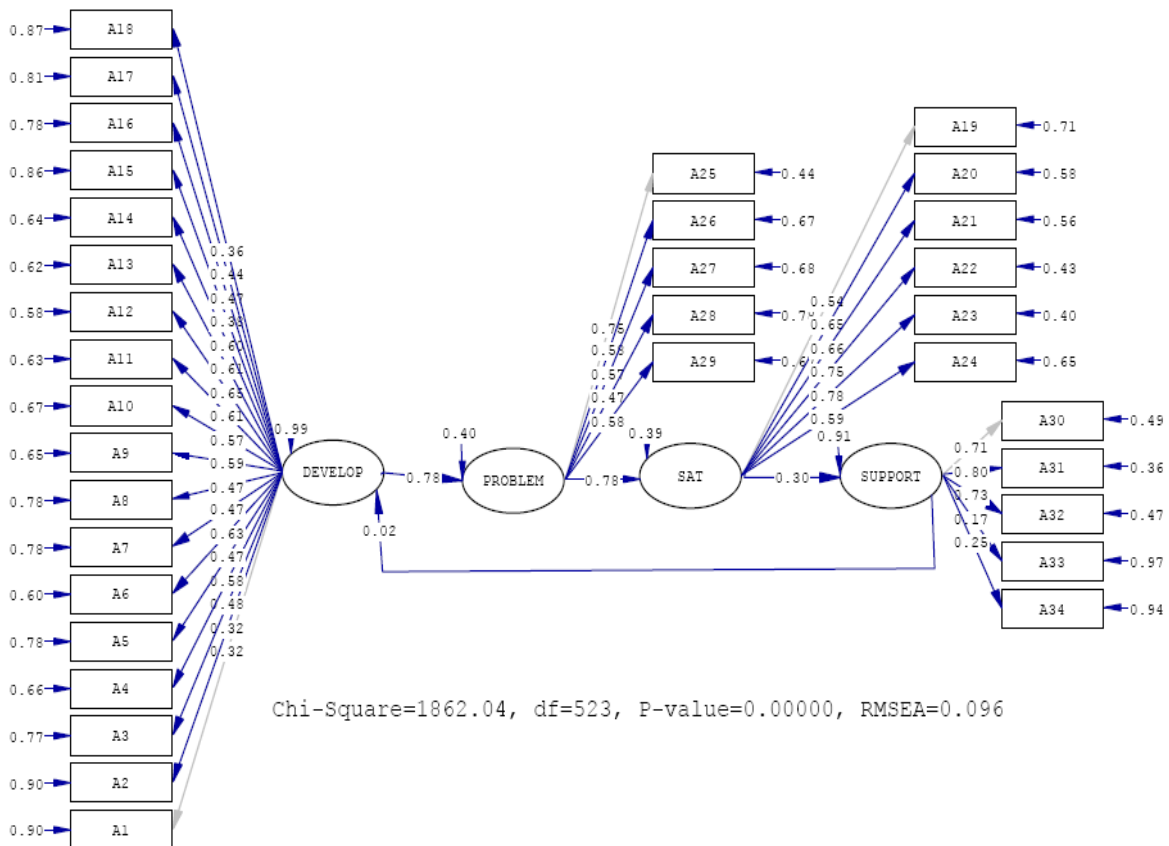 0.87 A18
0.81 A17
0.78 A16
0.86 A15
0.64 A14
0.62 A13
0.58 A12
0.63 A11
0.67 A10
0.65 A9
0.78 A8
0.78 A7
0.60 A6
0.78 A5
0.66 A4
0.77 A3
0.90 A2
0.90 A1
0.36
0.44
0.47
0.33
0.60
0.61
0.65
0.61
0.57
0.59
0.47
0.47
0.63
0.47
0.58
0.48
0.32
0.32
0.99
DEVELOP
0.78
0.02
0.40
PROBLEM
0.78
A25 0.44
A26 0.67
A27 0.68
A28
A29
0.75
0.58
0.57
0.47
0.58
0.39
SAT
0.30
A19 0.71
A20 0.58
A21 0.56
A22 0.43
A23 0.40
A24 0.65
0.54
0.65
0.66
0.75
0.78
0.59
0.91
SUPPORT
0.71
0.80
0.73
0.17
0.25
A30 0.49
A31 0.36
A32 0.47
A33 0.97
A34 0.94
Chi-Square=1862.04, df=523, P-value=0.00000, RMSEA=0.096